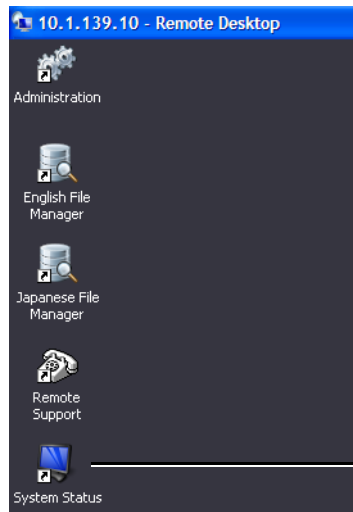 10.1.139.10 - Remote Desktop
Administration
English File
Manager
Japanese File
Manager
Remote
Support
System Status